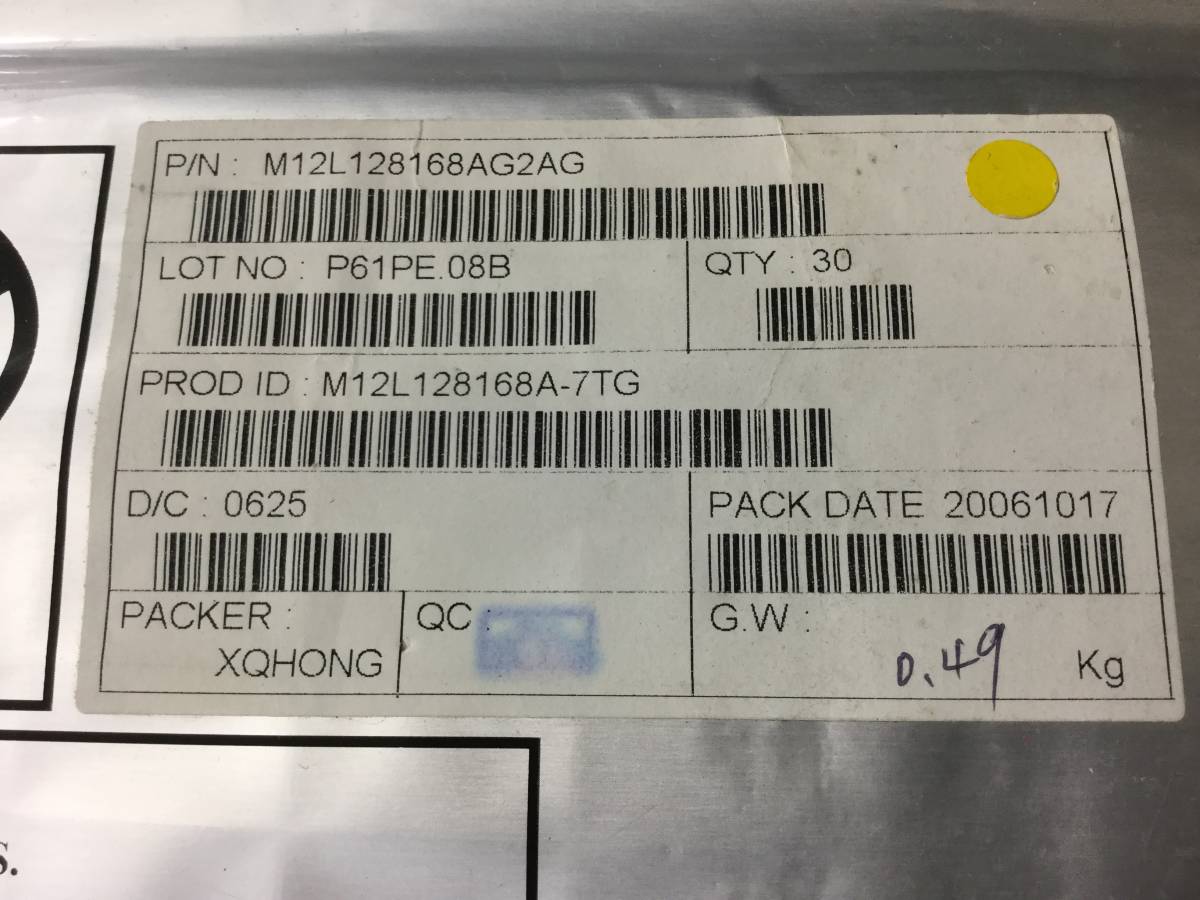 P/N : M12L128168AG2AG
LOT NO : P61PE.08B
QTY : 30
PROD ID : M12L128168A-7TG
D/C : 0625
PACK DATE 20061017
PACKER :
XQHONG
QC :
G.W :
0.49 Kg
s.